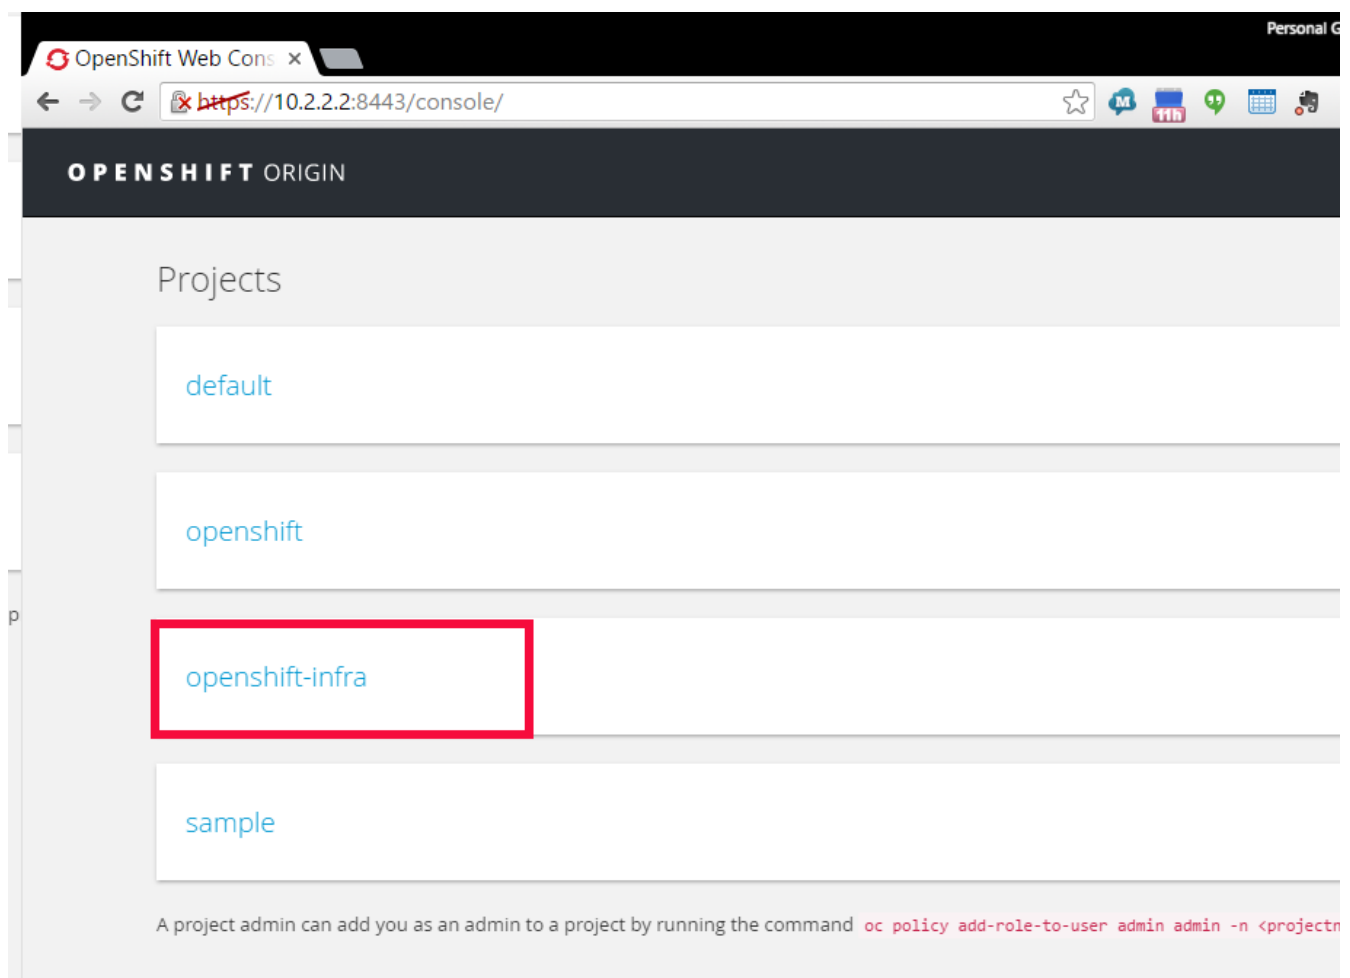 Personal G
OpenShift Web Cons
https://10.2.2.2:8443/console/
M
11h
OPENSHIFT ORIGIN
Projects
default
openshift
openshift-infra
p
sample
A project admin can add you as an admin to a project by running the command oc policy add-role-to-user admin admin -n <projectn